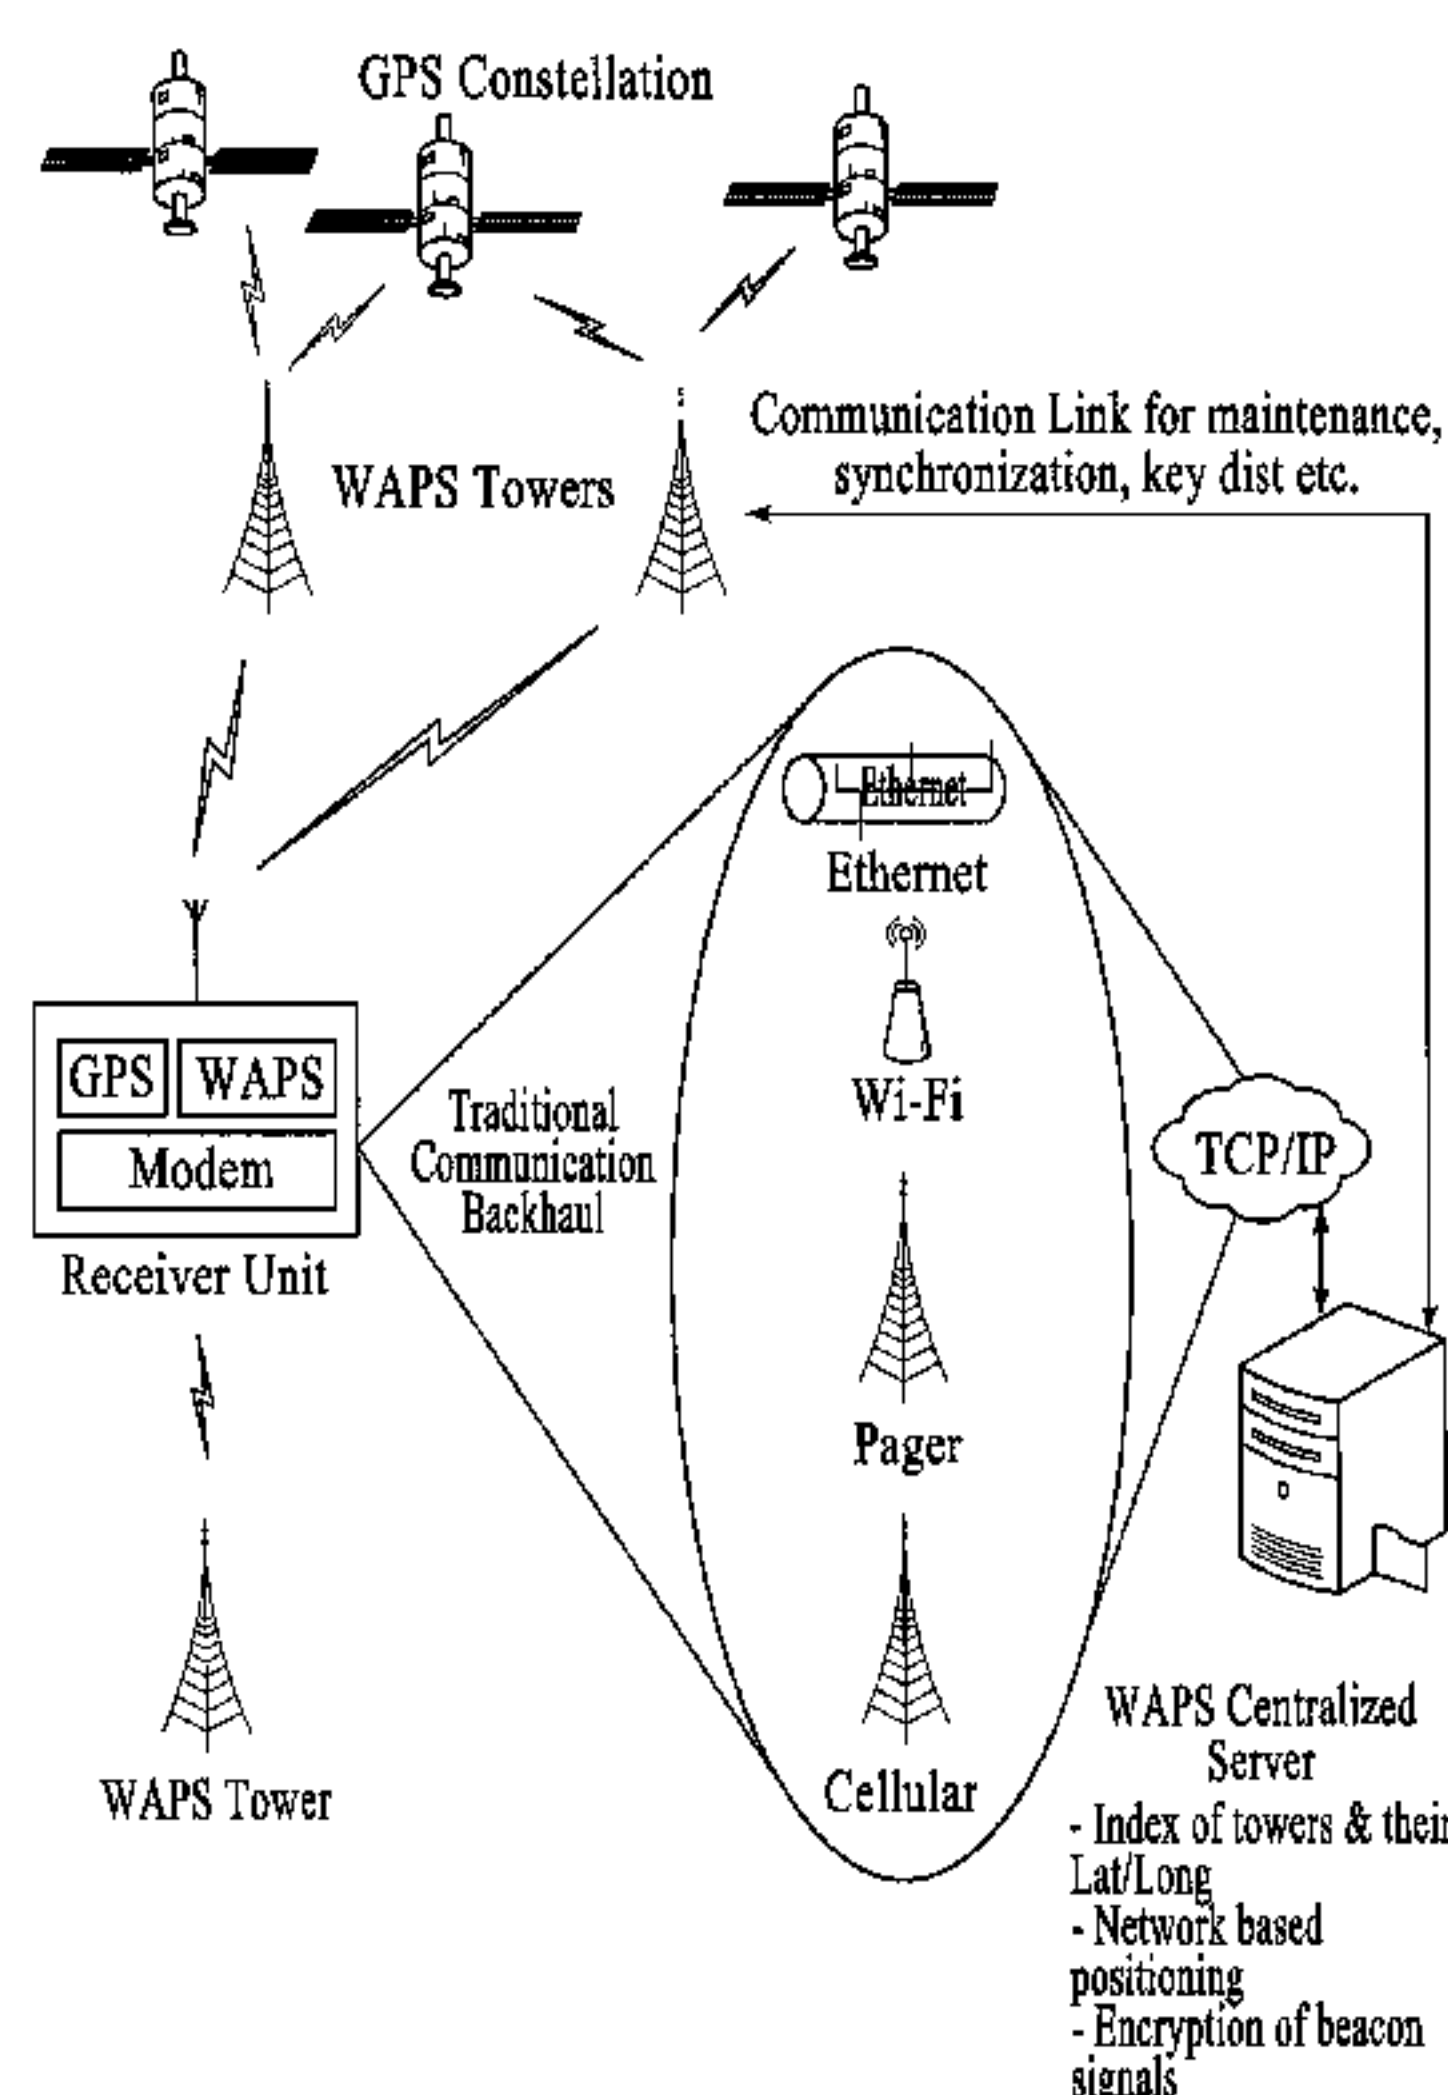 GPS Constellation
Communication Link for maintenance,
synchronization, key dist etc.
WAPS Towers
Ethernet
Ethernet
Wi-Fi
GPS
WAPS
Modem
Receiver Unit
Traditional
Communication
Backhaul
TCP/IP
Pager
Cellular
WAPS Tower
WAPS Centralized
Server
- Index of towers & their
Lat/Long
- Network based
positioning
- Encryption of beacon
signals